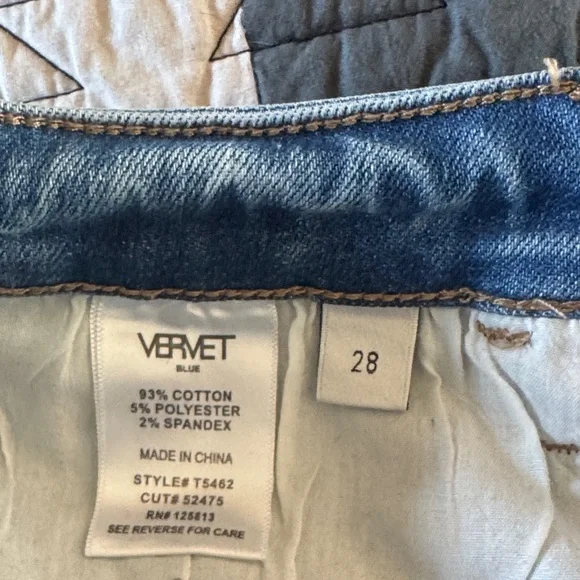 VERVET
BLUE
93% COTTON
5% POLYESTER
2% SPANDEX
MADE IN CHINA
STYLE# T5462
CUT# 52475
RN# 125813
SEE REVERSE FOR CARE
28